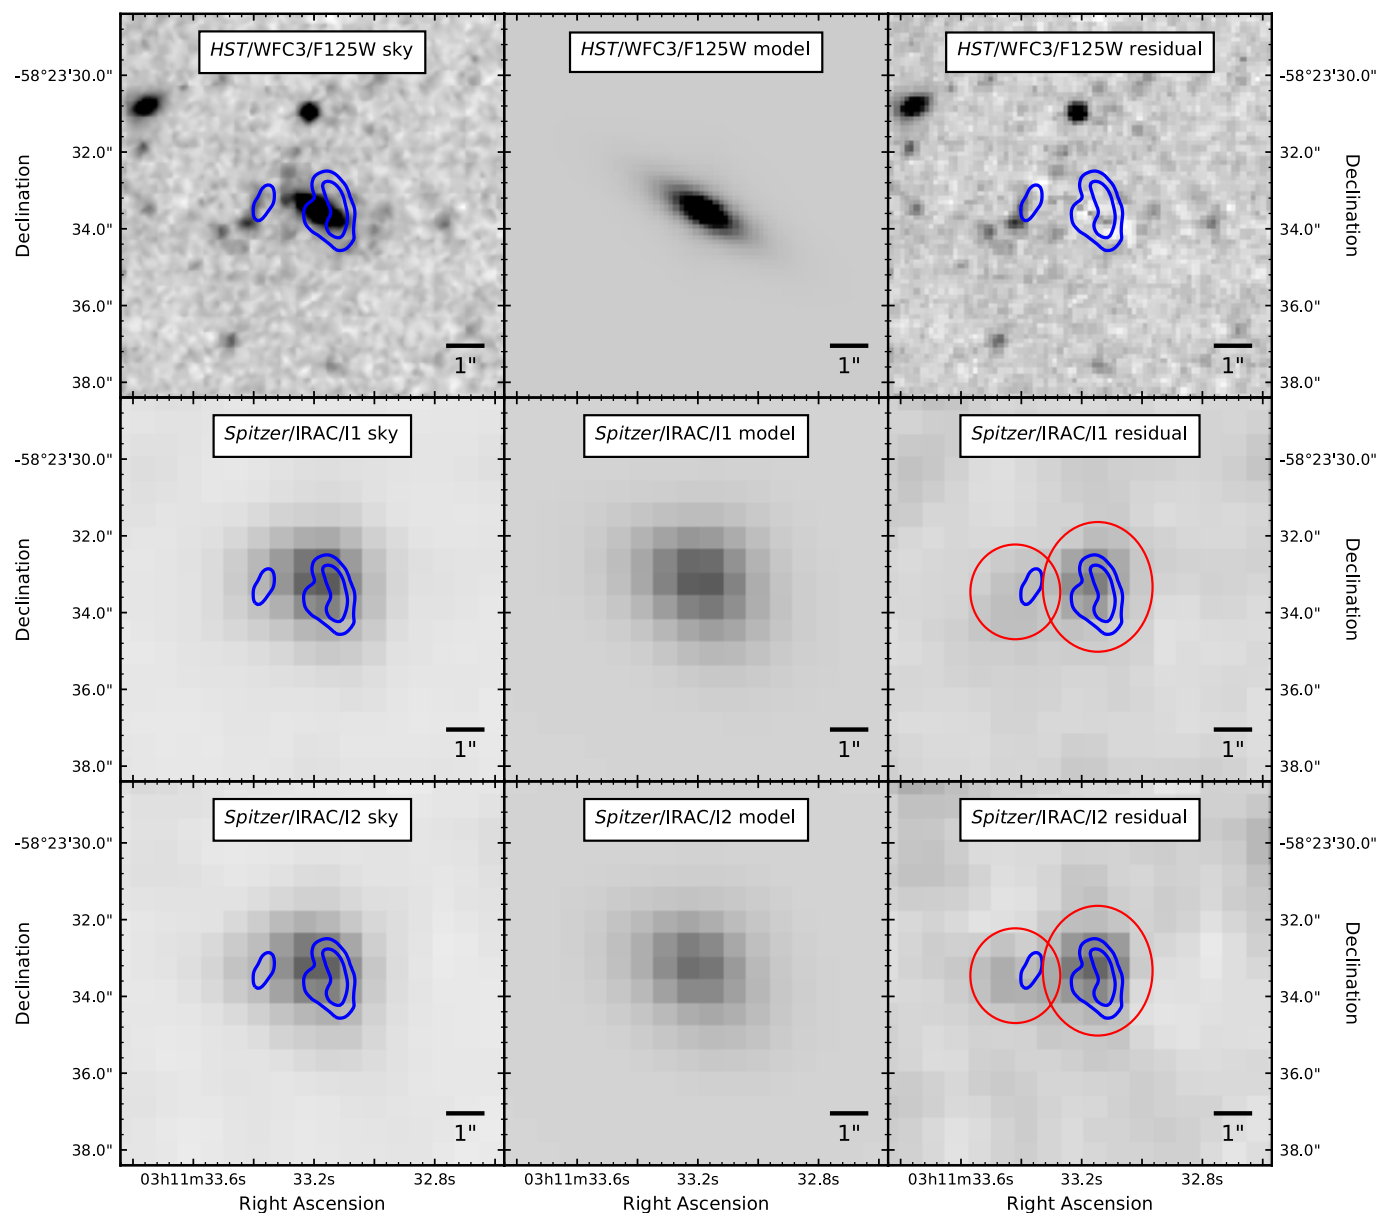 HST/WFC3/F125W sky
HST/WFC3/F125W model
HST/WFC3/F125W residual
-58°23'30.0"
32.0"
34.0"
36.0"
38.0"
Declination
1"
1"
1"
-58°23'30.0"
32.0"
34.0"
36.0"
38.0"
Declination
Spitzer/IRAC/I1 sky
Spitzer/IRAC/I1 model
Spitzer/IRAC/I1 residual
-58°23'30.0"
32.0"
34.0"
36.0"
38.0"
Declination
1"
1"
1"
-58°23'30.0"
32.0"
34.0"
36.0"
38.0"
Declination
Spitzer/IRAC/I2 sky
Spitzer/IRAC/I2 model
Spitzer/IRAC/I2 residual
-58°23'30.0"
32.0"
34.0"
36.0"
38.0"
Declination
1"
1"
1"
-58°23'30.0"
32.0"
34.0"
36.0"
38.0"
Declination
03h11m33.6s 33.2s 32.8s
Right Ascension
03h11m33.6s 33.2s 32.8s
Right Ascension
03h11m33.6s 33.2s 32.8s
Right Ascension